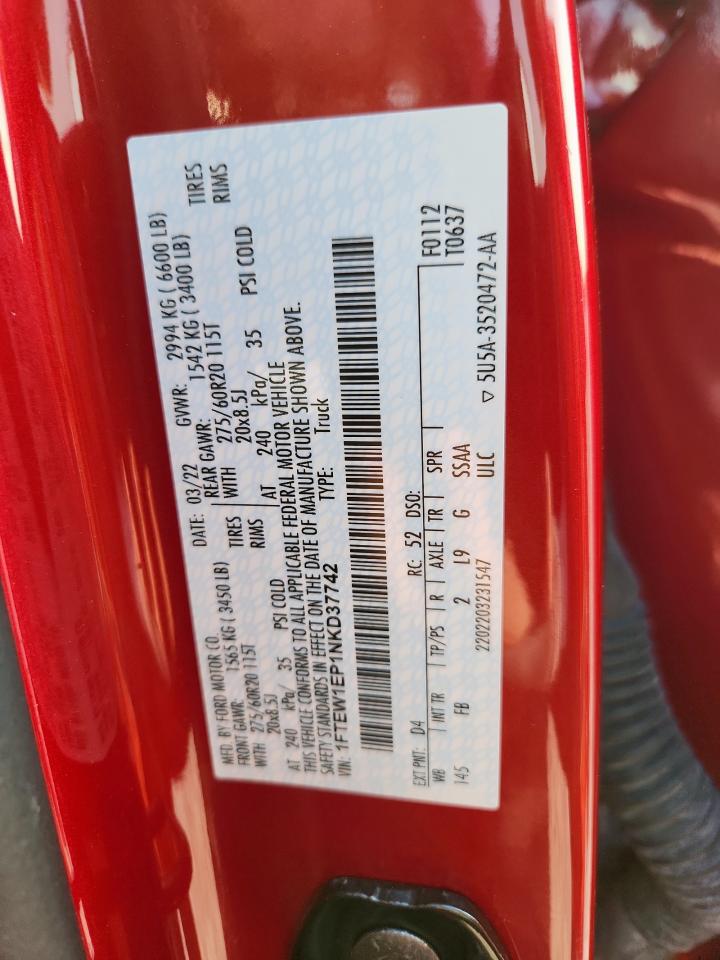 MFD. BY FORD MOTOR CO. DATE: 03/22 GVWR: 2994 KG ( 6600 LB)
FRONT GAWR: 1565 KG ( 3450 LB) REAR GAWR: 1542 KG ( 3400 LB)
WITH 275/60R20 115T TIRES WITH 275/60R20 115T TIRES
20x8.5J RIMS 20x8.5J RIMS
AT 240 kPa/ 35 PSI COLD AT 240 kPa/ 35 PSI COLD
THIS VEHICLE CONFORMS TO ALL APPLICABLE FEDERAL MOTOR VEHICLE
SAFETY STANDARDS IN EFFECT ON THE DATE OF MANUFACTURE SHOWN ABOVE.
VIN: 1FTEW1EP1NKD37742 TYPE: Truck
EXT PNT: D4 RC: 52 DSO: F0112
WB INT TR TP/PS R AXLE TR SPR T0637
145 FB 2 L9 G SSAA
2202203231547 ULC ▽ 5U5A-3520472-AA